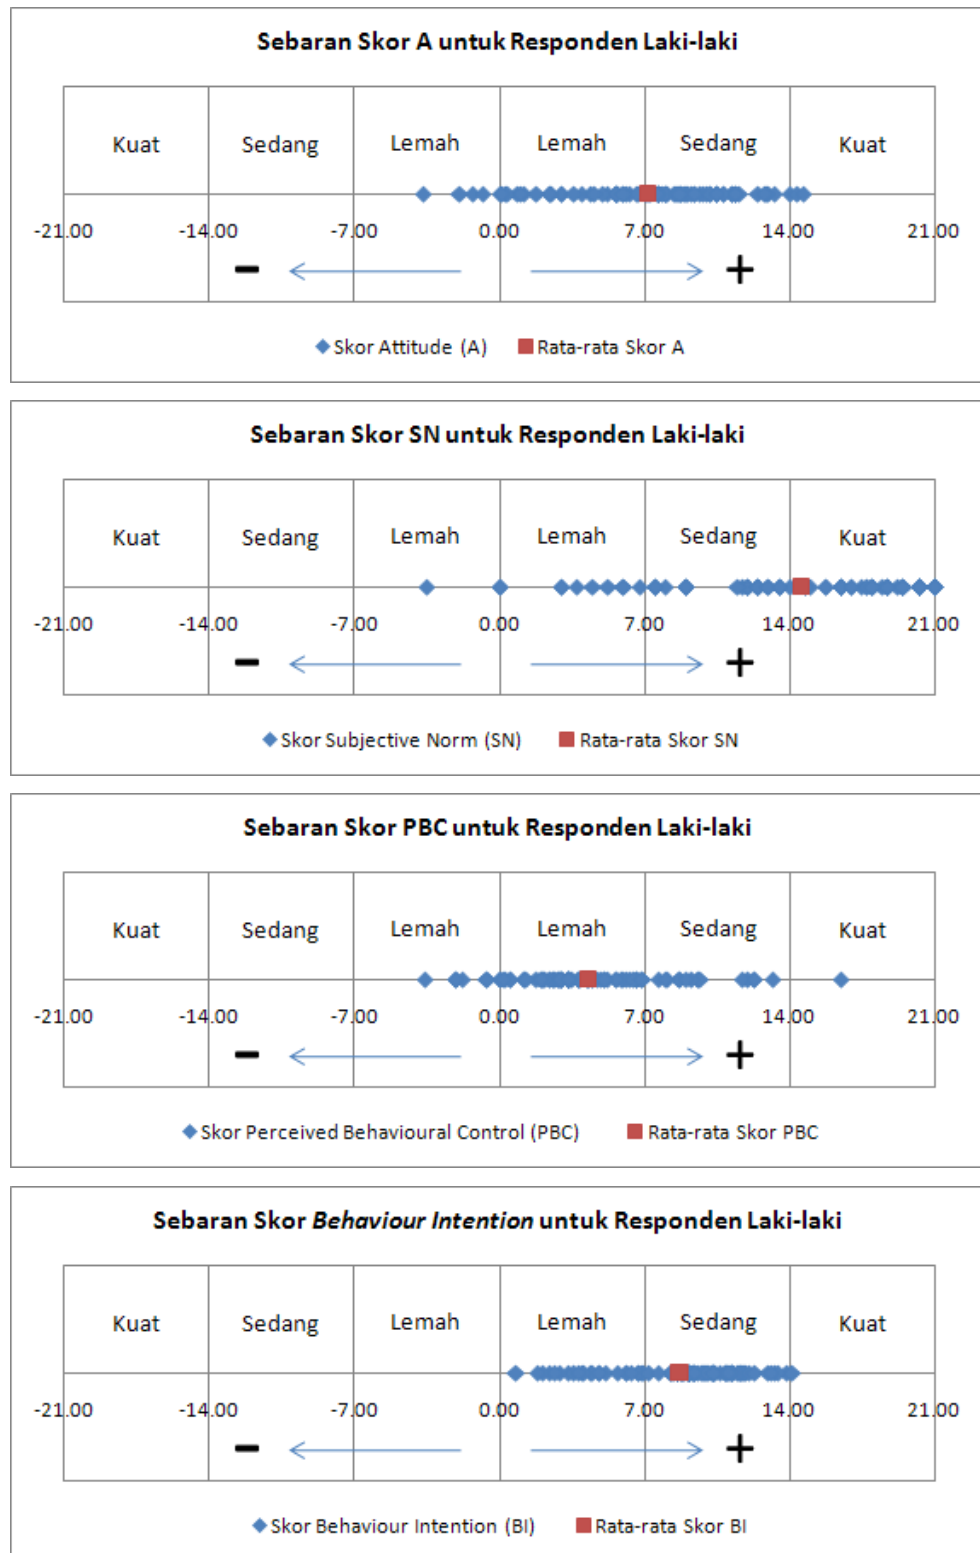 Sebaran Skor A untuk Responden Laki-laki
Kuat Sedang Lemah Lemah Sedang Kuat
-21.00 -14.00 -7.00 0.00 7.00 14.00 21.00
− +
Skor Attitude (A) Rata-rata Skor A
Sebaran Skor SN untuk Responden Laki-laki
Kuat Sedang Lemah Lemah Sedang Kuat
-21.00 -14.00 -7.00 0.00 7.00 14.00 21.00
− +
Skor Subjective Norm (SN) Rata-rata Skor SN
Sebaran Skor PBC untuk Responden Laki-laki
Kuat Sedang Lemah Lemah Sedang Kuat
-21.00 -14.00 -7.00 0.00 7.00 14.00 21.00
− +
Skor Perceived Behavioural Control (PBC) Rata-rata Skor PBC
Sebaran Skor Behaviour Intention untuk Responden Laki-laki
Kuat Sedang Lemah Lemah Sedang Kuat
-21.00 -14.00 -7.00 0.00 7.00 14.00 21.00
− +
Skor Behaviour Intention (BI) Rata-rata Skor BI